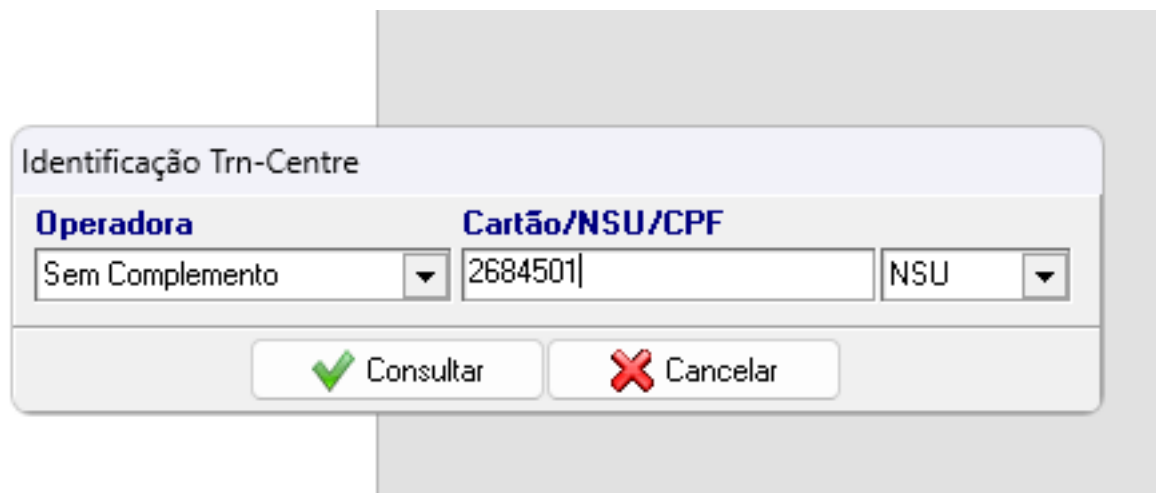 Identificação Trn-Centre
Operadora Cartão/NSU/CPF
Sem Complemento 2684501 NSU
Consultar Cancelar